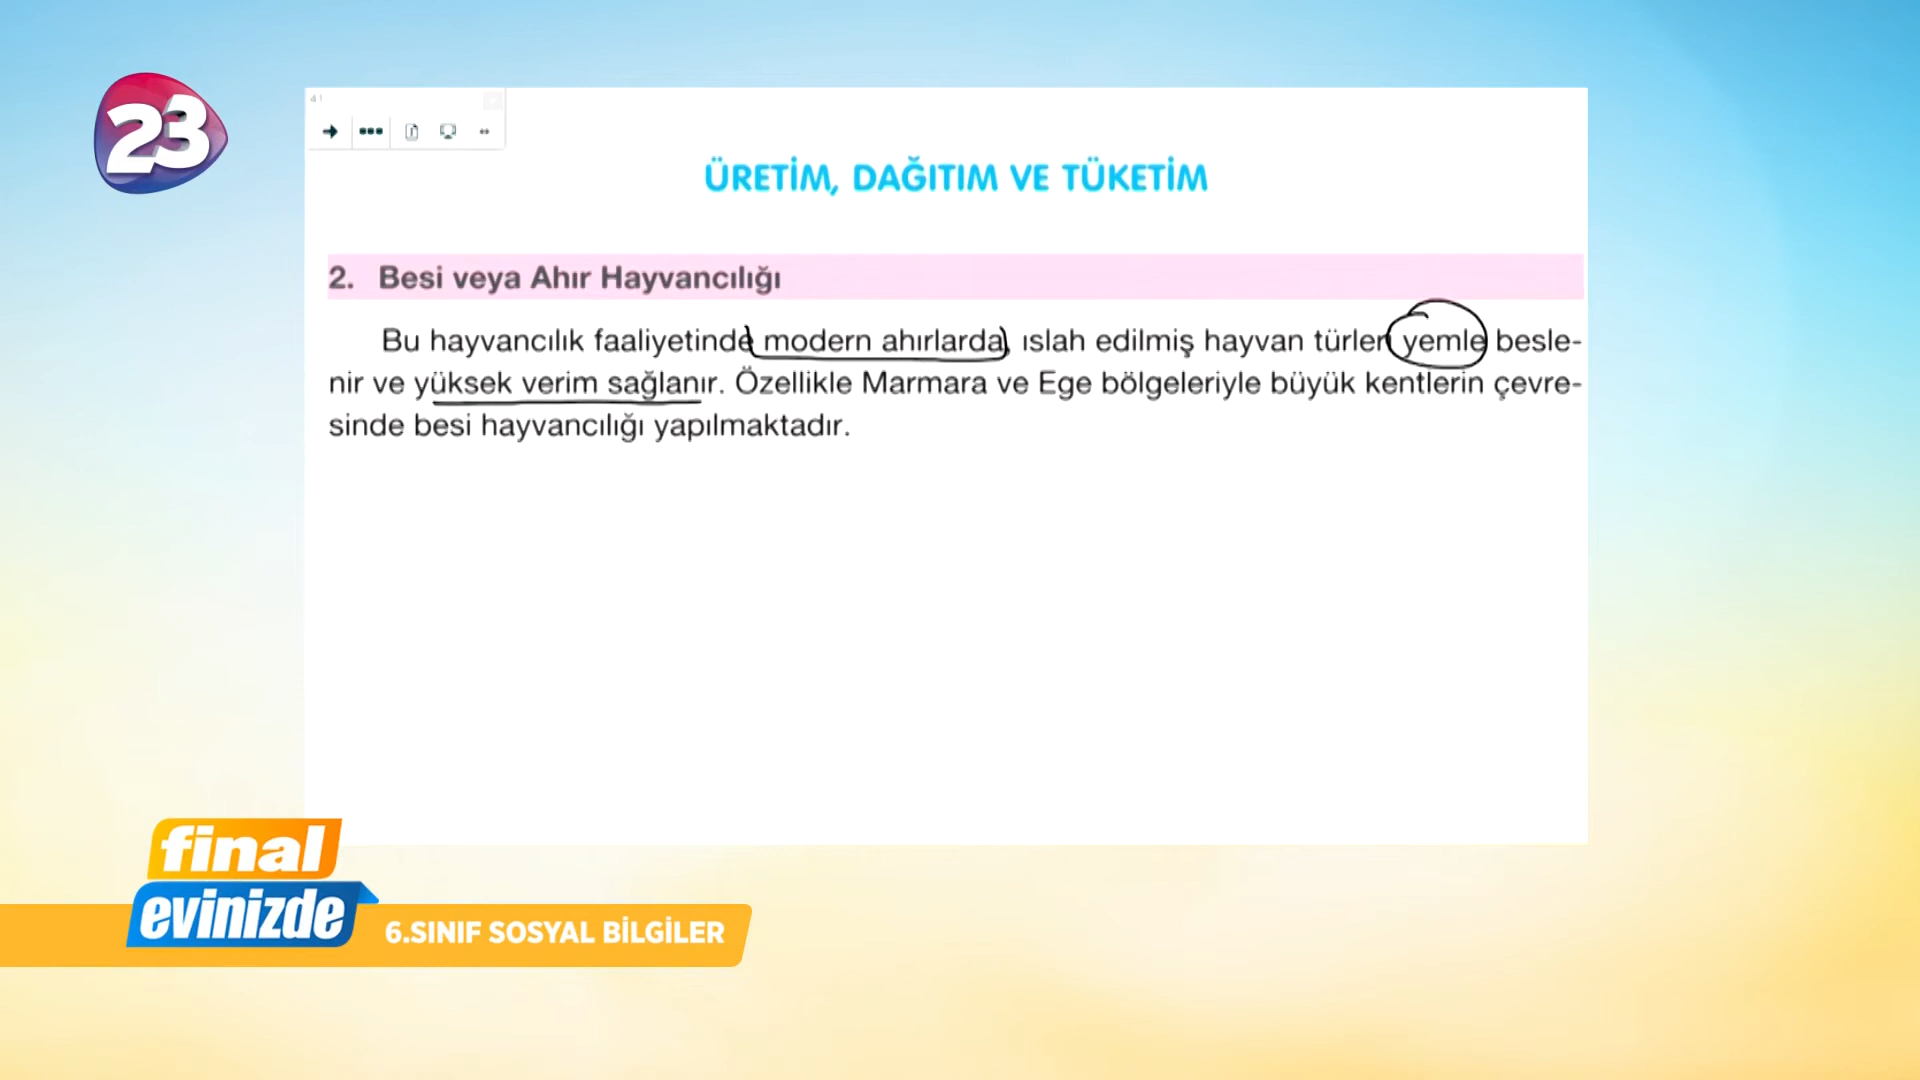 23
41
ÜRETİM, DAĞITIM VE TÜKETİM
2. Besi veya Ahır Hayvancılığı
Bu hayvancılık faaliyetinde modern ahırlarda, ıslah edilmiş hayvan türleri yemle besle-
nir ve yüksek verim sağlanır. Özellikle Marmara ve Ege bölgeleriyle büyük kentlerin çevre-
sinde besi hayvancılığı yapılmaktadır.
final
evinizde
6.SINIF SOSYAL BİLGİLER